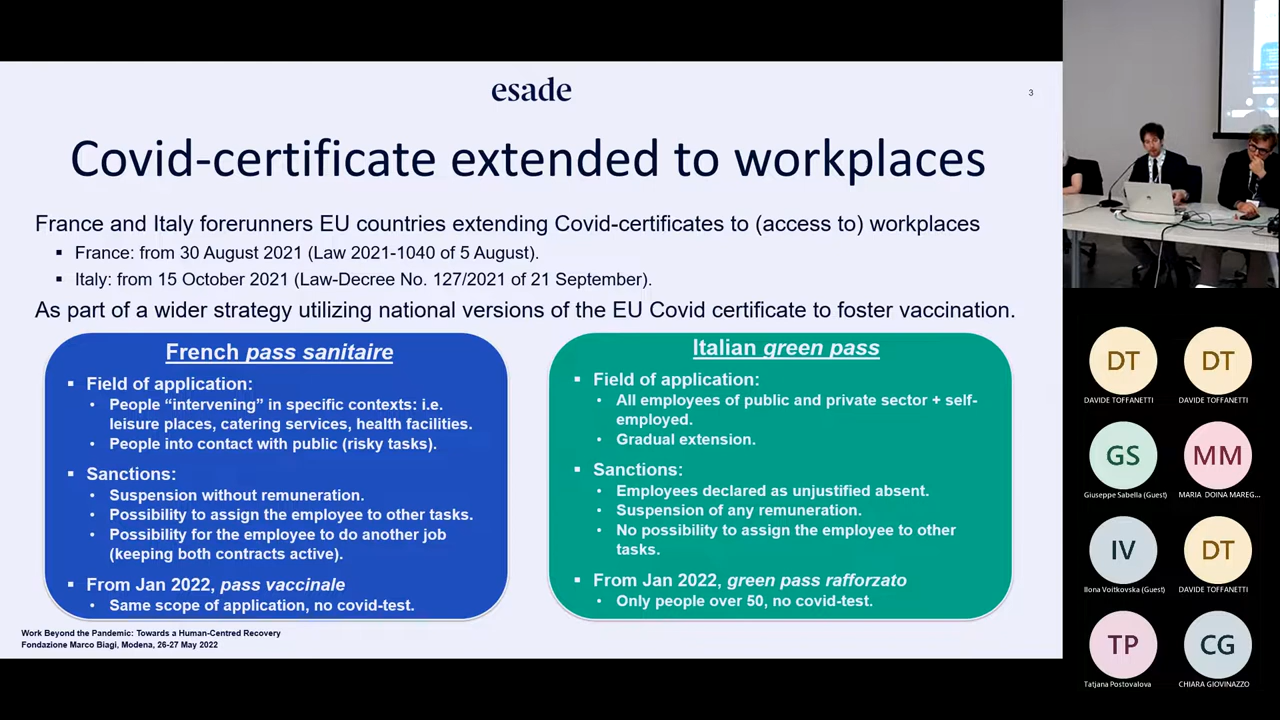 esade
3
Covid-certificate extended to workplaces
France and Italy forerunners EU countries extending Covid-certificates to (access to) workplaces
▪ France: from 30 August 2021 (Law 2021-1040 of 5 August).
▪ Italy: from 15 October 2021 (Law-Decree No. 127/2021 of 21 September).
As part of a wider strategy utilizing national versions of the EU Covid certificate to foster vaccination.
French pass sanitaire
▪ Field of application:
• People “intervening” in specific contexts: i.e.
leisure places, catering services, health facilities.
• People into contact with public (risky tasks).
▪ Sanctions:
• Suspension without remuneration.
• Possibility to assign the employee to other tasks.
• Possibility for the employee to do another job
(keeping both contracts active).
▪ From Jan 2022, pass vaccinale
• Same scope of application, no covid-test.
Italian green pass
▪ Field of application:
• All employees of public and private sector + self-
employed.
• Gradual extension.
▪ Sanctions:
• Employees declared as unjustified absent.
• Suspension of any remuneration.
• No possibility to assign the employee to other
tasks.
▪ From Jan 2022, green pass rafforzato
• Only people over 50, no covid-test.
Work Beyond the Pandemic: Towards a Human-Centred Recovery
Fondazione Marco Biagi, Modena, 26-27 May 2022
DT
DAVIDE TOFFANETTI
DT
DAVIDE TOFFANETTI
GS
Giuseppe Sabella (Guest)
MM
MARIA DOINA MAREG...
IV
Ilona Voitkovska (Guest)
DT
DAVIDE TOFFANETTI
TP
Tatjana Postovalova
CG
CHIARA GIOVINAZZO